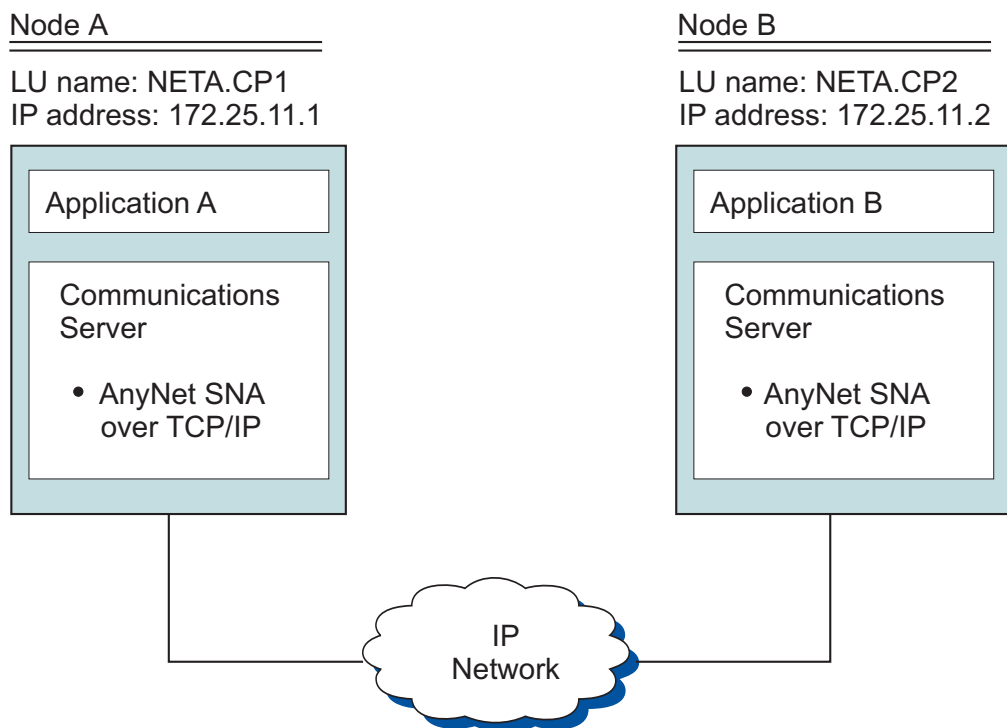 Node A
LU name: NETA.CP1
IP address: 172.25.11.1
Application A
Communications
Server
• AnyNet SNA
over TCP/IP
Node B
LU name: NETA.CP2
IP address: 172.25.11.2
Application B
Communications
Server
• AnyNet SNA
over TCP/IP
IP
Network